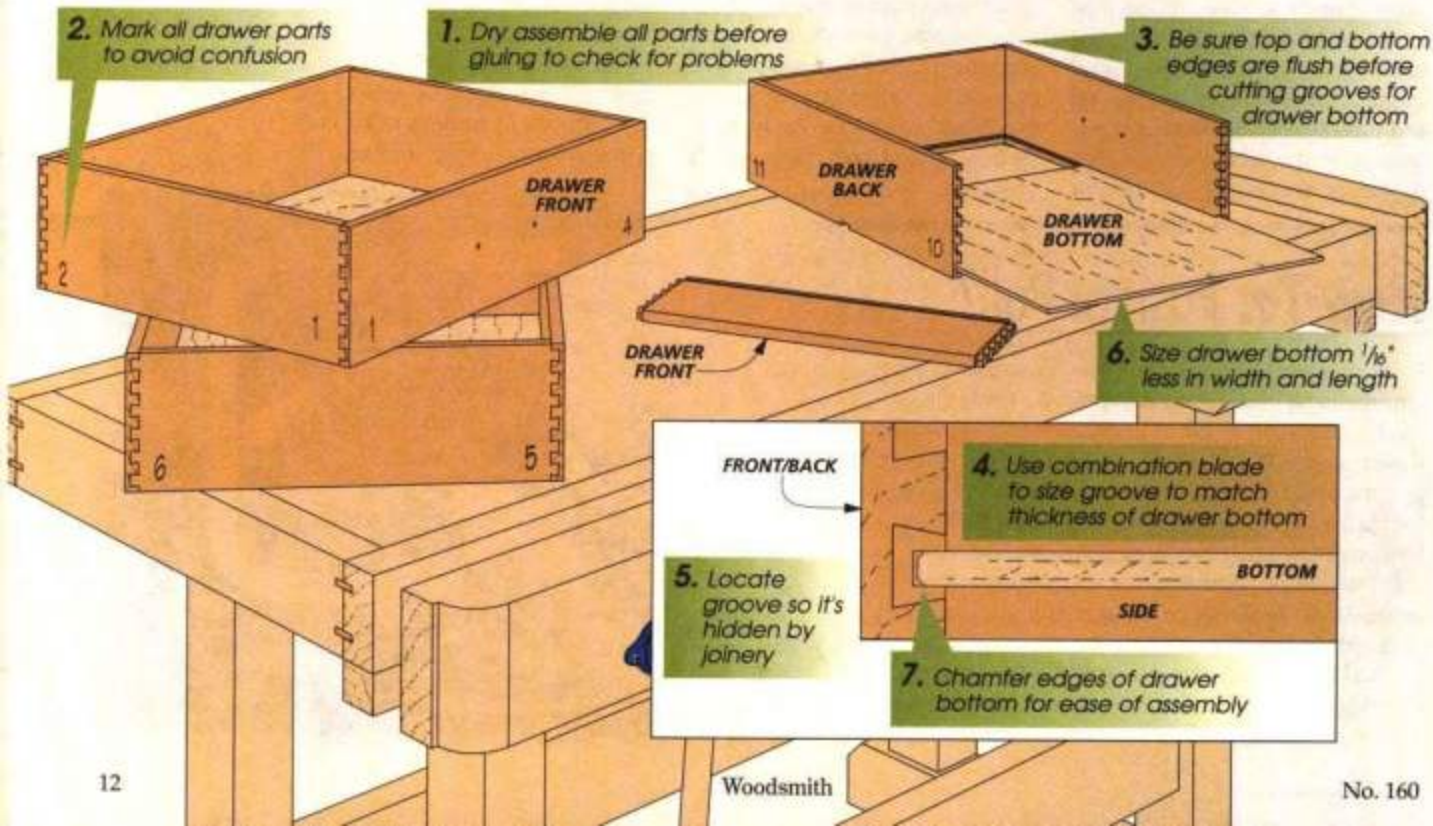 2. Mark all drawer parts
to avoid confusion
1. Dry assemble all parts before
gluing to check for problems
3. Be sure top and bottom
edges are flush before
cutting grooves for
drawer bottom
DRAWER
FRONT
2
1
1
4
11
DRAWER
BACK
10
DRAWER
BOTTOM
DRAWER
FRONT
6
5
6. Size drawer bottom 1/16"
less in width and length
FRONT/BACK
4. Use combination blade
to size groove to match
thickness of drawer bottom
5. Locate
groove so it's
hidden by
joinery
BOTTOM
SIDE
7. Chamfer edges of drawer
bottom for ease of assembly
12
Woodsmith
No. 160